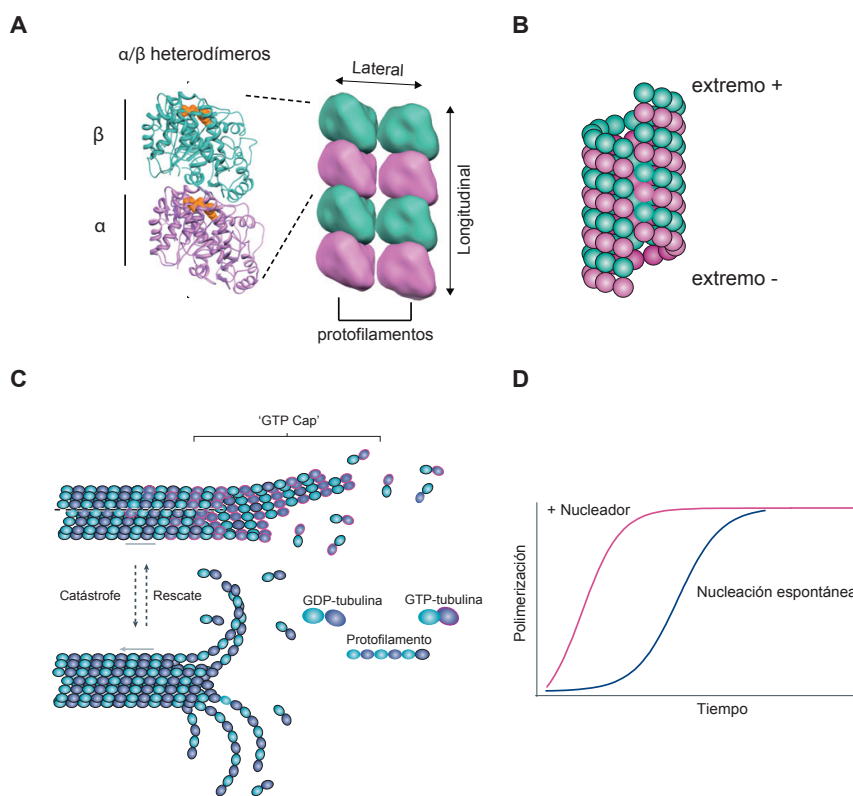 A
α/β heterodímeros
β
α
Lateral
Longitudinal
protofilamentos
B
extremo +
extremo -
C
'GTP Cap'
Catástrofe
Rescate
GDP-tubulina
GTP-tubulina
Protofilamento
D
+ Nucleador
Nucleación espontánea
Polimerización
Tiempo